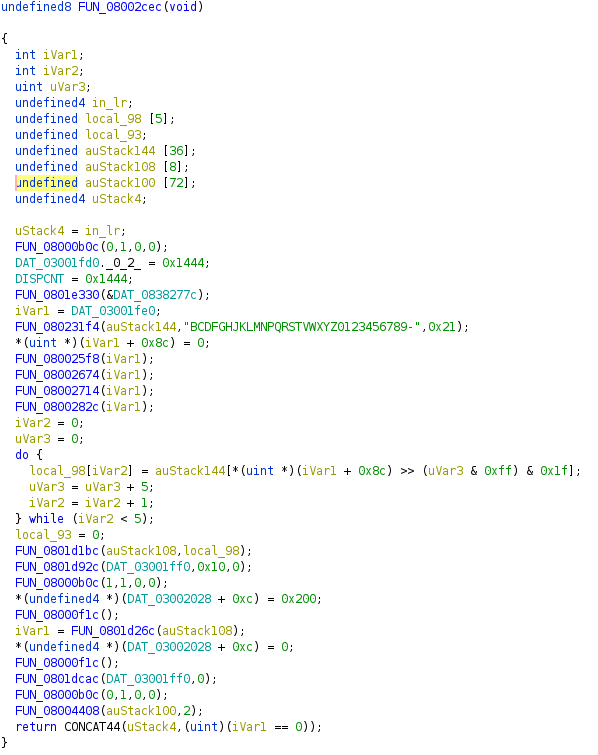 undefined8 FUN_08002cec(void)
{
int iVar1;
int iVar2;
uint uVar3;
undefined4 in_lr;
undefined local_98 [5];
undefined local_93;
undefined auStack144 [36];
undefined auStack108 [8];
undefined auStack100 [72];
undefined4 uStack4;
uStack4 = in_lr;
FUN_08000b0c(0,1,0,0);
DAT_03001fd0._0_2_ = 0x1444;
DISPCNT = 0x1444;
FUN_0801e330(&DAT_0838277c);
iVar1 = DAT_03001fe0;
FUN_080231f4(auStack144,"BCDFGHJKLMNPQRSTVWXYZ0123456789-",0x21);
*(uint *)(iVar1 + 0x8c) = 0;
FUN_080025f8(iVar1);
FUN_08002674(iVar1);
FUN_08002714(iVar1);
FUN_0800282c(iVar1);
iVar2 = 0;
uVar3 = 0;
do {
local_98[iVar2] = auStack144[*(uint *)(iVar1 + 0x8c) >> (uVar3 & 0xff) & 0x1f];
uVar3 = uVar3 + 5;
iVar2 = iVar2 + 1;
} while (iVar2 < 5);
local_93 = 0;
FUN_0801d1bc(auStack108,local_98);
FUN_0801d92c(DAT_03001ff0,0x10,0);
FUN_08000b0c(1,1,0,0);
*(undefined4 *)(DAT_03002028 + 0xc) = 0x200;
FUN_08000f1c();
iVar1 = FUN_0801d26c(auStack108);
*(undefined4 *)(DAT_03002028 + 0xc) = 0;
FUN_08000f1c();
FUN_0801dcac(DAT_03001ff0,0);
FUN_08000b0c(0,1,0,0);
FUN_08004408(auStack100,2);
return CONCAT44(uStack4,(uint)(iVar1 == 0));
}